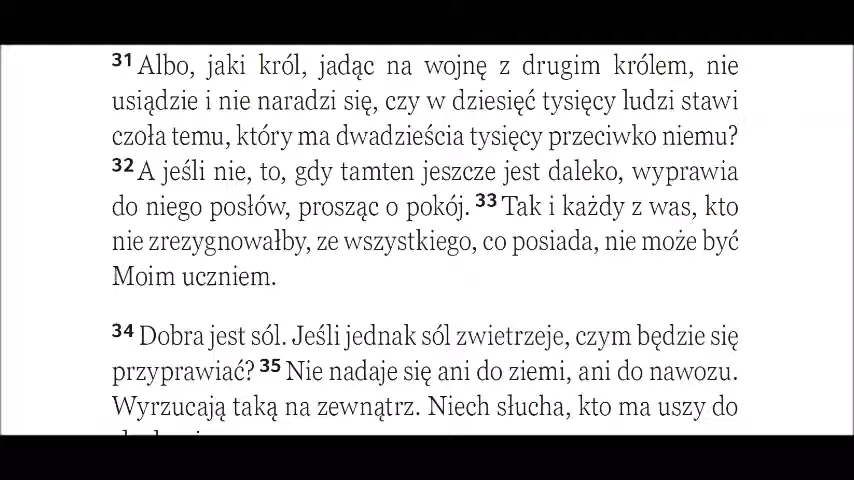 31 Albo, jaki król, jadąc na wojnę z drugim królem, nie
usiądzie i nie naradzi się, czy w dziesięć tysięcy ludzi stawi
czoła temu, który ma dwadzieścia tysięcy przeciwko niemu?
32 A jeśli nie, to, gdy tamten jeszcze jest daleko, wyprawia
do niego posłów, prosząc o pokój. 33 Tak i każdy z was, kto
nie zrezygnowałby, ze wszystkiego, co posiada, nie może być
Moim uczniem.
34 Dobra jest sól. Jeśli jednak sól zwietrzeje, czym będzie się
przyprawiać? 35 Nie nadaje się ani do ziemi, ani do nawozu.
Wyrzucają taką na zewnątrz. Niech słucha, kto ma uszy do